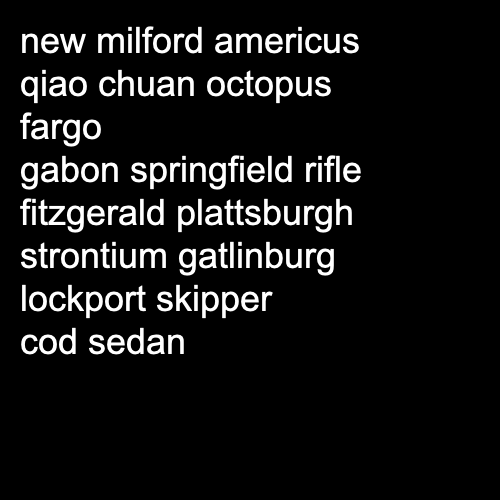 new milford americus
qiao chuan octopus
fargo
gabon springfield rifle
fitzgerald plattsburgh
strontium gatlinburg
lockport skipper
cod sedan